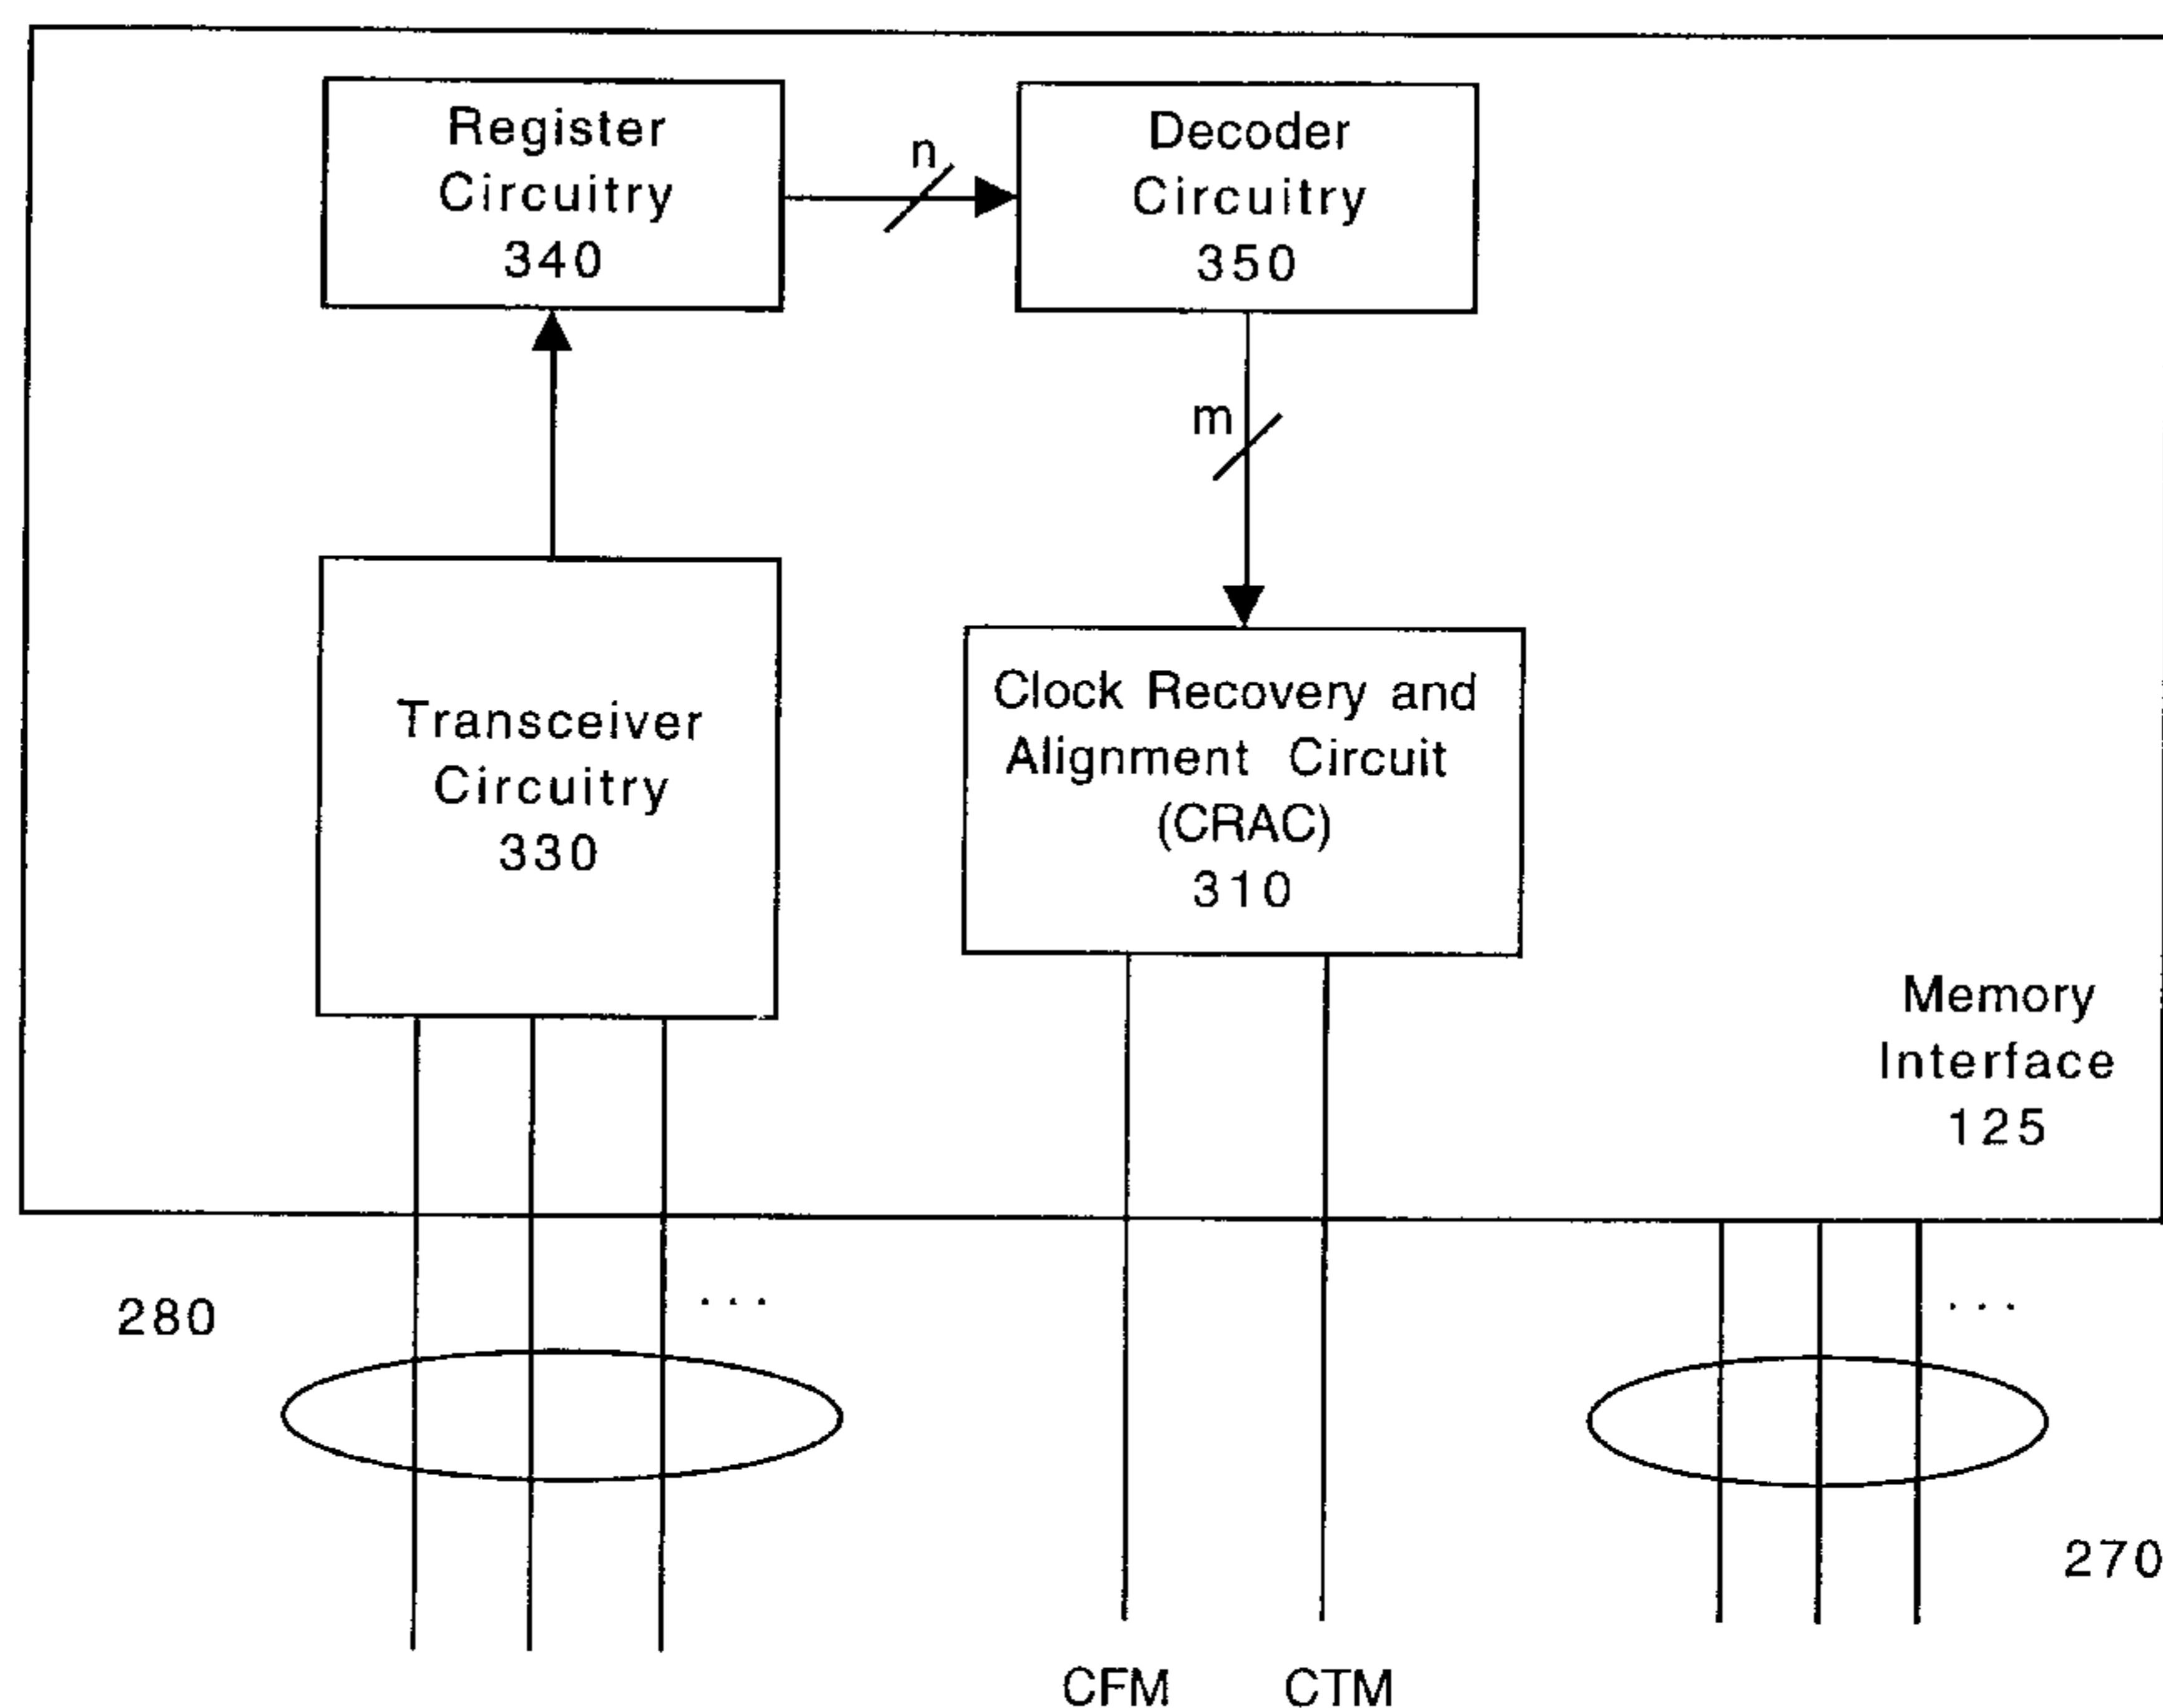 Register
Circuitry
340
n
Decoder
Circuitry
350
m
Transceiver
Circuitry
330
Clock Recovery and
Alignment Circuit
(CRAC)
310
Memory
Interface
125
280
...
...
270
CFM
CTM